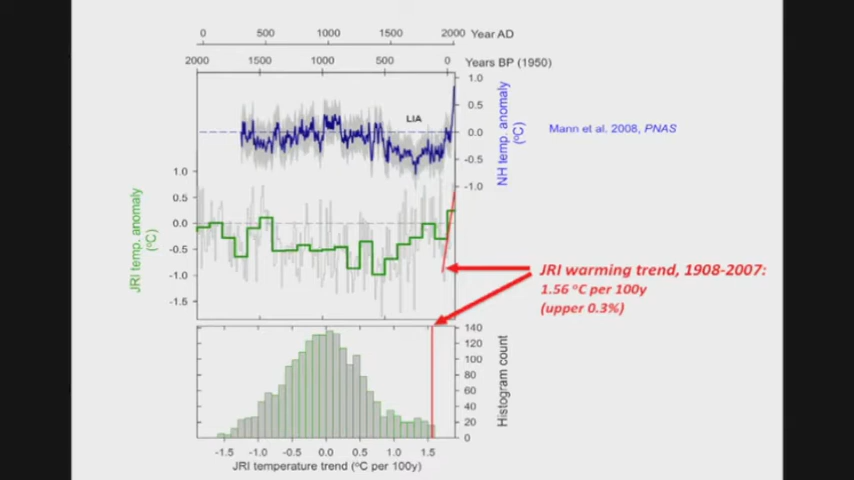 0 500 1000 1500 2000 Year AD
2000 1500 1000 500 0 Years BP (1950)
1.0
0.5
0.0
-0.5
-1.0
NH temp. anomaly
(°C)
LIA
Mann et al. 2008, PNAS
1.0
0.5
0.0
-0.5
-1.0
-1.5
JRI temp. anomaly
(°C)
JRI warming trend, 1908-2007:
1.56 °C per 100y
(upper 0.3%)
140
120
100
80
60
40
20
0
Histogram count
-1.5 -1.0 -0.5 0.0 0.5 1.0 1.5
JRI temperature trend (°C per 100y)